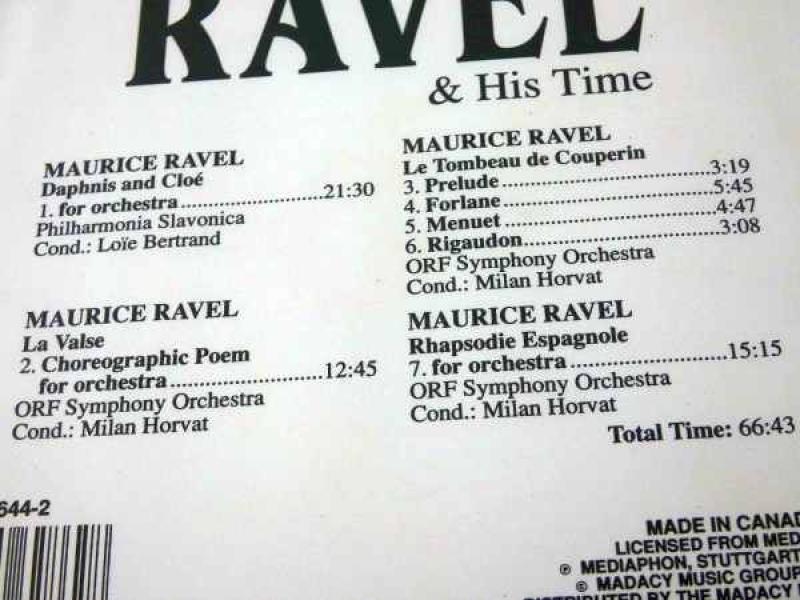 RAVEL
& His Time
MAURICE RAVEL
Daphnis and Cloé
1. for orchestra........................21:30
Philharmonia Slavonica
Cond.: Loïe Bertrand
MAURICE RAVEL
La Valse
2. Choreographic Poem
for orchestra.........................12:45
ORF Symphony Orchestra
Cond.: Milan Horvat
MAURICE RAVEL
Le Tombeau de Couperin
3. Prelude...................................3:19
4. Forlane...................................5:45
5. Menuet...................................4:47
6. Rigaudon................................3:08
ORF Symphony Orchestra
Cond.: Milan Horvat
MAURICE RAVEL
Rhapsodie Espagnole
7. for orchestra..........................15:15
ORF Symphony Orchestra
Cond.: Milan Horvat
Total Time: 66:43
644-2
MADE IN CANAD
LICENSED FROM MED
℗ MEDIAPHON, STUTTGART
© MADACY MUSIC GROUP
DISTRIBUTED BY THE MADACY